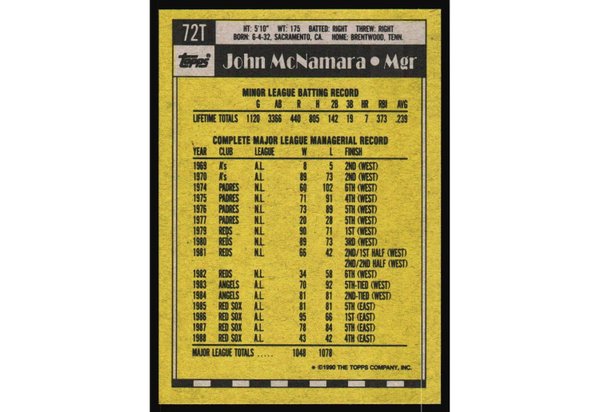 72T
HT: 5'10" WT: 175 BATTED: RIGHT THREW: RIGHT
BORN: 6-4-32, SACRAMENTO, CA. HOME: BRENTWOOD, TENN.
TOPPS®
John McNamara • Mgr
MINOR LEAGUE BATTING RECORD
G AB R H 2B 3B HR RBI AVG
LIFETIME TOTALS 1120 3366 440 805 142 19 7 373 .239
COMPLETE MAJOR LEAGUE MANAGERIAL RECORD
YEAR CLUB LEAGUE W L FINISH
1969 A's A.L. 8 5 2ND (WEST)
1970 A's A.L. 89 73 2ND (WEST)
1974 PADRES N.L. 60 102 6TH (WEST)
1975 PADRES N.L. 71 91 4TH (WEST)
1976 PADRES N.L. 73 89 5TH (WEST)
1977 PADRES N.L. 20 28 5TH (WEST)
1979 REDS N.L. 90 71 1ST (WEST)
1980 REDS N.L. 89 73 3RD (WEST)
1981 REDS N.L. 66 42 2ND/1ST HALF (WEST)
2ND/2ND HALF (WEST)
1982 REDS N.L. 34 58 6TH (WEST)
1983 ANGELS A.L. 70 92 5TH-TIED (WEST)
1984 ANGELS A.L. 81 81 2ND-TIED (WEST)
1985 RED SOX A.L. 81 81 5TH (EAST)
1986 RED SOX A.L. 95 66 1ST (EAST)
1987 RED SOX A.L. 78 84 5TH (EAST)
1988 RED SOX A.L. 43 42 4TH (EAST)
MAJOR LEAGUE TOTALS ..... 1048 1078
* ©1990 THE TOPPS COMPANY, INC.